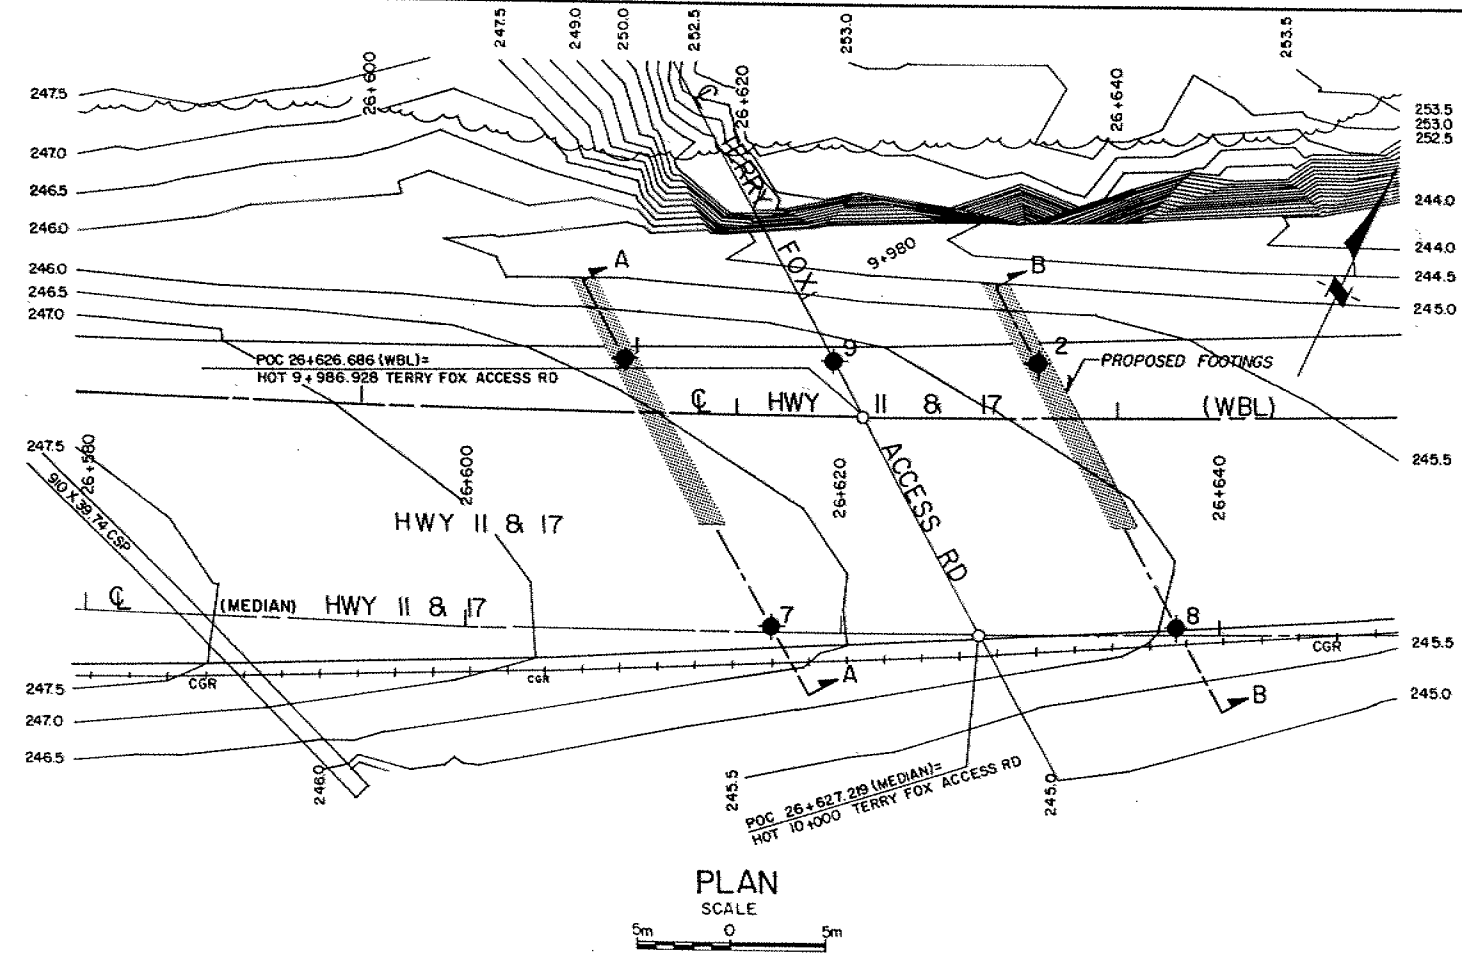 247.5
249.0
250.0
252.5
253.0
253.5
26+600
26+620
26+640
247.5
247.0
246.5
246.0
246.0
246.5
247.0
253.5
253.0
252.5
244.0
244.0
244.5
245.0
℄ TERRY FOX ACCESS RD
9+980
A
B
1
9
2
PROPOSED FOOTINGS
POC 26+626.686 (WBL)=
HOT 9+986.928 TERRY FOX ACCESS RD
℄ HWY 11 & 17 (WBL)
247.5
26+580
26+600
26+620
26+640
245.5
910 X 39.74 CSP
HWY 11 & 17
℄ (MEDIAN) HWY 11 & 17
7
8
CGR
CGR
CGR
245.5
247.5
247.0
246.5
A
B
245.0
246.0
245.5
245.0
POC 26+627.219 (MEDIAN)=
HOT 10+000 TERRY FOX ACCESS RD
PLAN
SCALE
5m 0 5m